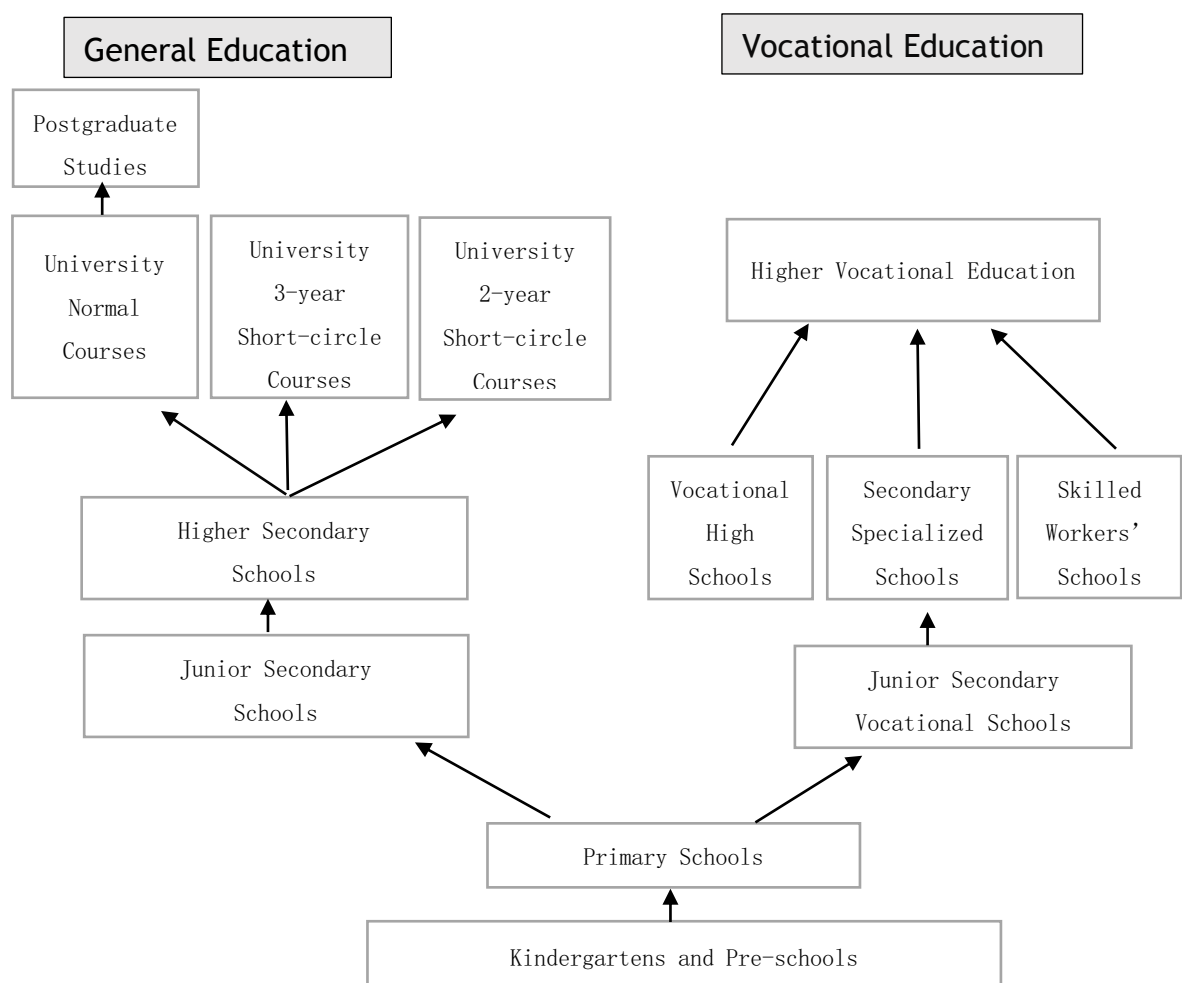 General Education
Vocational Education
Postgraduate
Studies
University
Normal
Courses
University
3-year
Short-circle
Courses
University
2-year
Short-circle
Courses
Higher Vocational Education
Higher Secondary
Schools
Vocational
High
Schools
Secondary
Specialized
Schools
Skilled
Workers’
Schools
Junior Secondary
Schools
Junior Secondary
Vocational Schools
Primary Schools
Kindergartens and Pre-schools